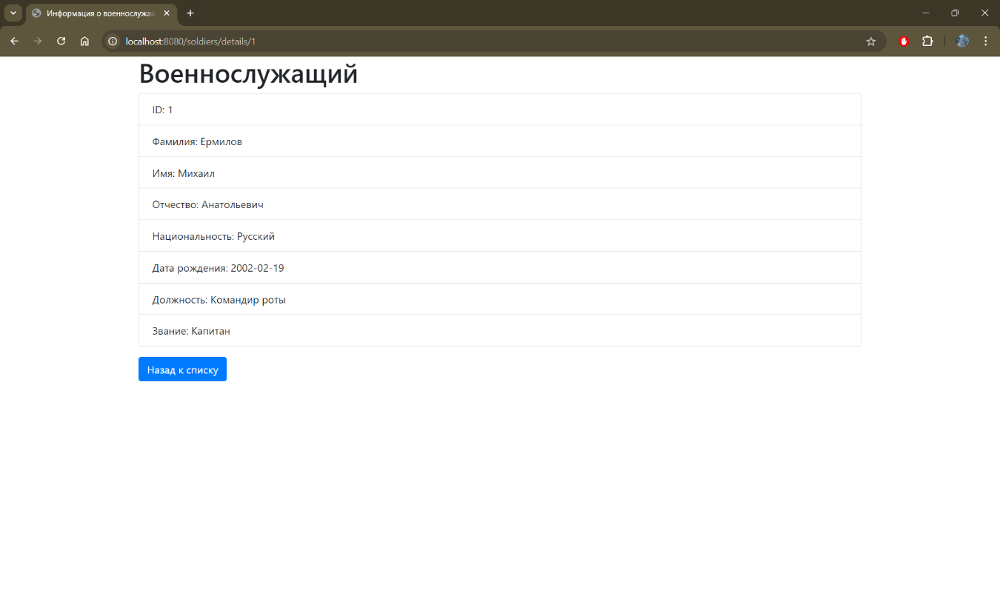 Информация о военнослужащ
localhost:8080/soldiers/details/1
Военнослужащий
ID: 1
Фамилия: Ермилов
Имя: Михаил
Отчество: Анатольевич
Национальность: Русский
Дата рождения: 2002-02-19
Должность: Командир роты
Звание: Капитан
Назад к списку